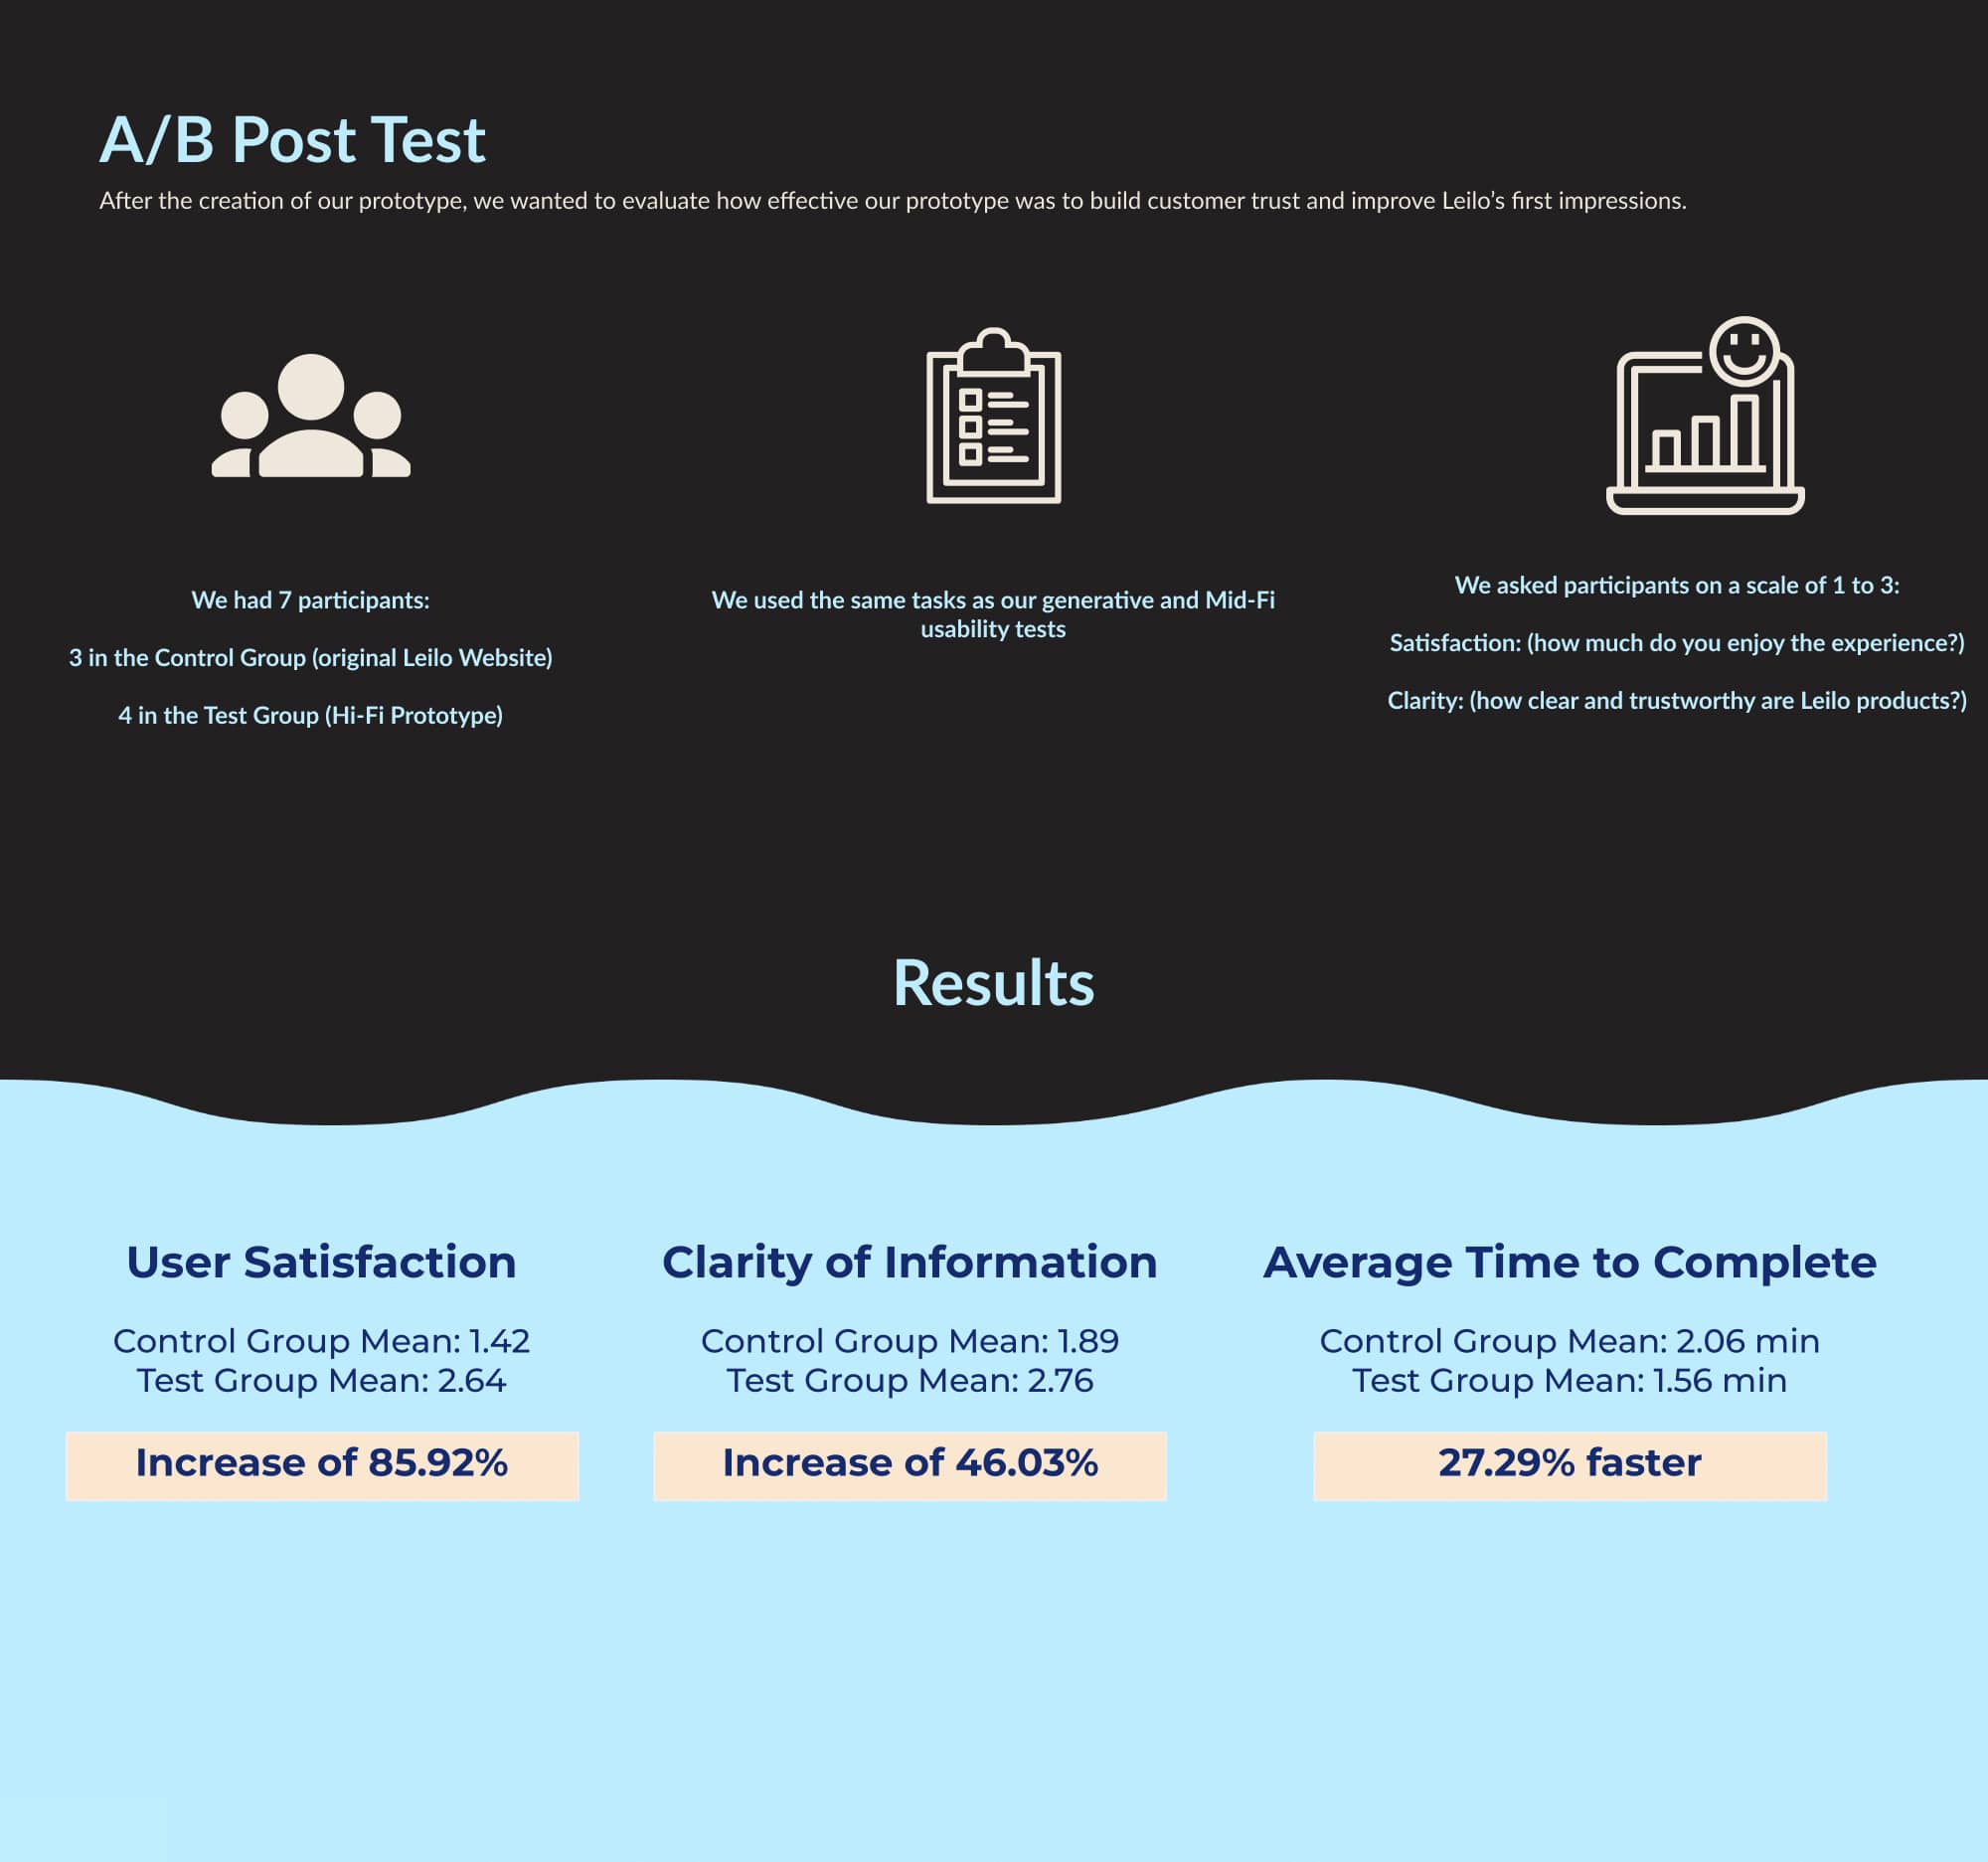 A/B Post Test
After the creation of our prototype, we wanted to evaluate how effective our prototype was to build customer trust and improve Leilo’s first impressions.
We had 7 participants:
3 in the Control Group (original Leilo Website)
4 in the Test Group (Hi-Fi Prototype)
We used the same tasks as our generative and Mid-Fi
usability tests
We asked participants on a scale of 1 to 3:
Satisfaction: (how much do you enjoy the experience?)
Clarity: (how clear and trustworthy are Leilo products?)
Results
User Satisfaction
Control Group Mean: 1.42
Test Group Mean: 2.64
Increase of 85.92%
Clarity of Information
Control Group Mean: 1.89
Test Group Mean: 2.76
Increase of 46.03%
Average Time to Complete
Control Group Mean: 2.06 min
Test Group Mean: 1.56 min
27.29% faster